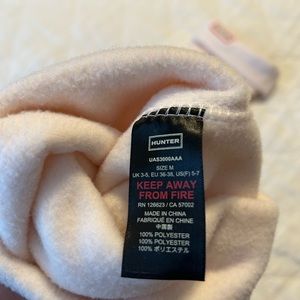 HUNTER
UAS3000AAA
SIZE M
UK 3-5, EU 36-38, US(F) 5-7
KEEP AWAY
FROM FIRE
RN 126623 / CA 57002
MADE IN CHINA
FABRIQUÉ EN CHINE
中国製
100% POLYESTER
100% POLYESTER
100% ポリエステル